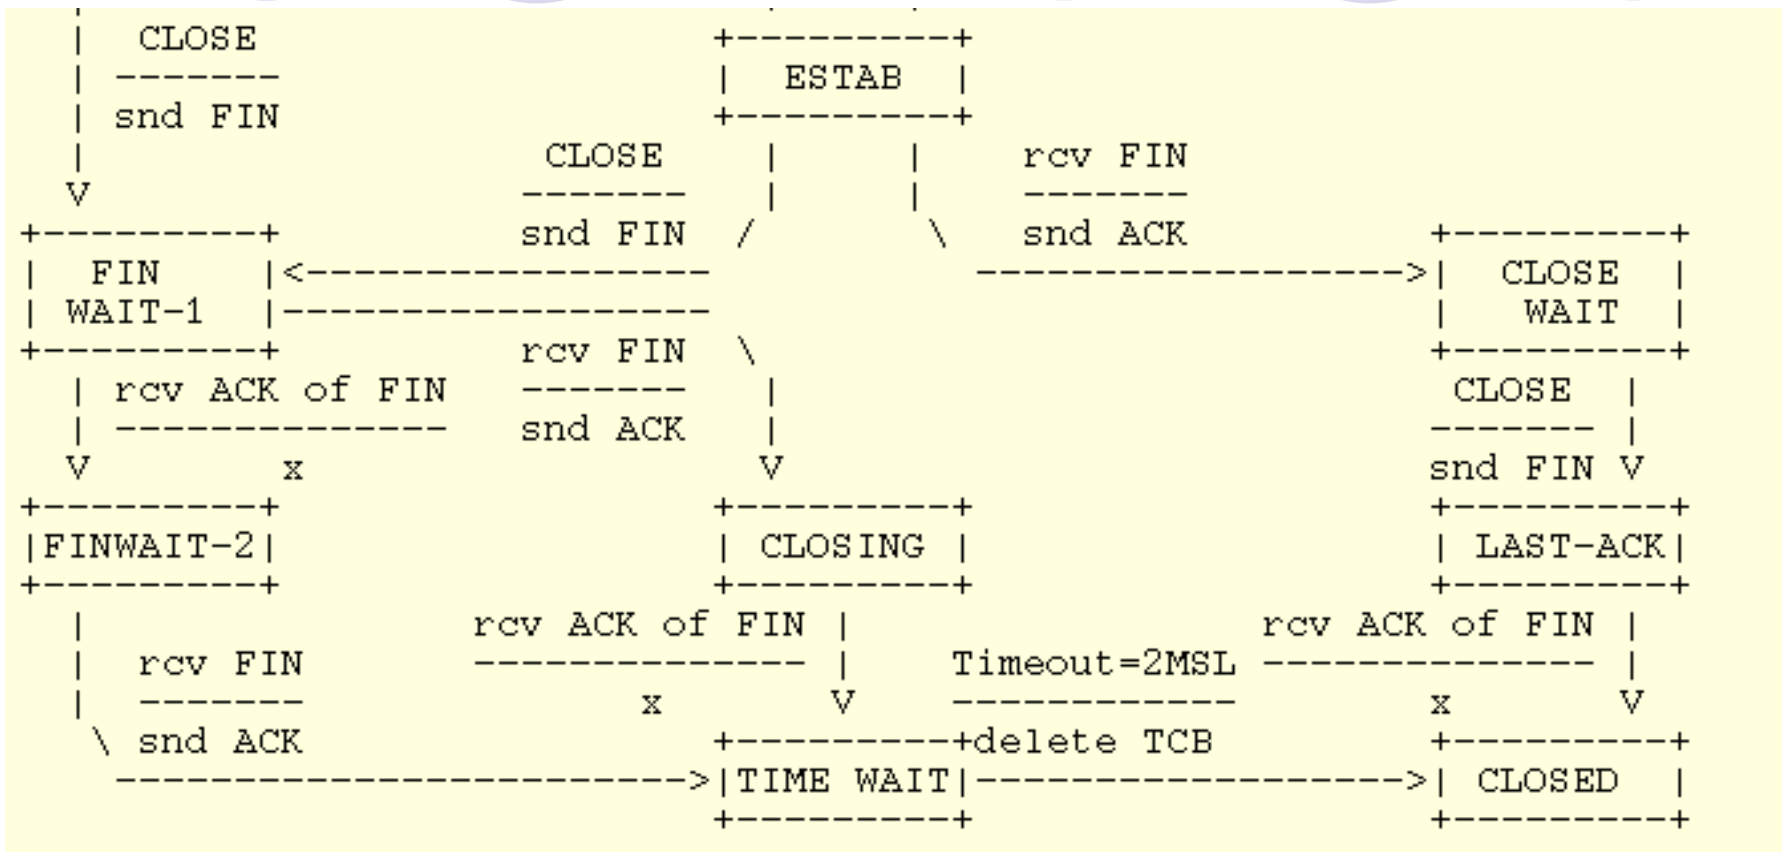 |    CLOSE                              +---------+
|  -------                              |  ESTAB  |
|  snd FIN                              +---------+
|                       CLOSE    |     |    rcv FIN
V                      -------   |     |    -------
+---------+          snd FIN   /       \   snd ACK          +---------+
|  FIN    |<-----------------           ------------------>|  CLOSE  |
| WAIT-1  |------------------                              |   WAIT  |
+---------+          rcv FIN   \                            +---------+
| rcv ACK of FIN   -------   |                            CLOSE  |
| --------------   snd ACK   |                           ------- |
V        x                   V                           snd FIN V
+---------+                  +---------+                    +---------+
|FINWAIT-2|                  | CLOSING |                    | LAST-ACK|
+---------+                  +---------+                    +---------+
|                rcv ACK of FIN |                 rcv ACK of FIN |
|  rcv FIN       -------------- |    Timeout=2MSL -------------- |
|  -------              x       V    ------------        x       V
\ snd ACK                 +---------+delete TCB         +---------+
------------------------->|TIME WAIT|------------------>| CLOSED  |
+---------+                   +---------+